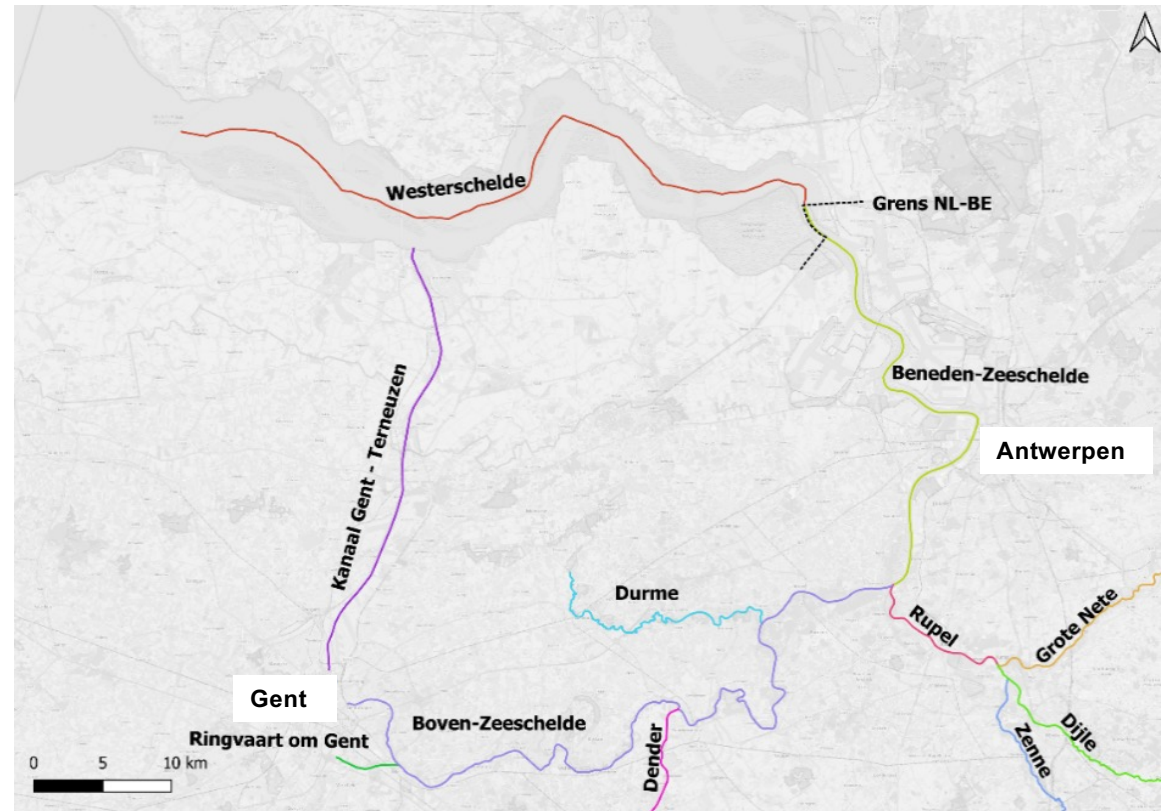 Westerschelde
Grens NL-BE
Beneden-Zeeschelde
Antwerpen
Kanaal Gent - Terneuzen
Durme
Rupel
Grote Nete
Gent
Boven-Zeeschelde
Ringvaart om Gent
Dender
Zenne
Dijle
0 5 10 km